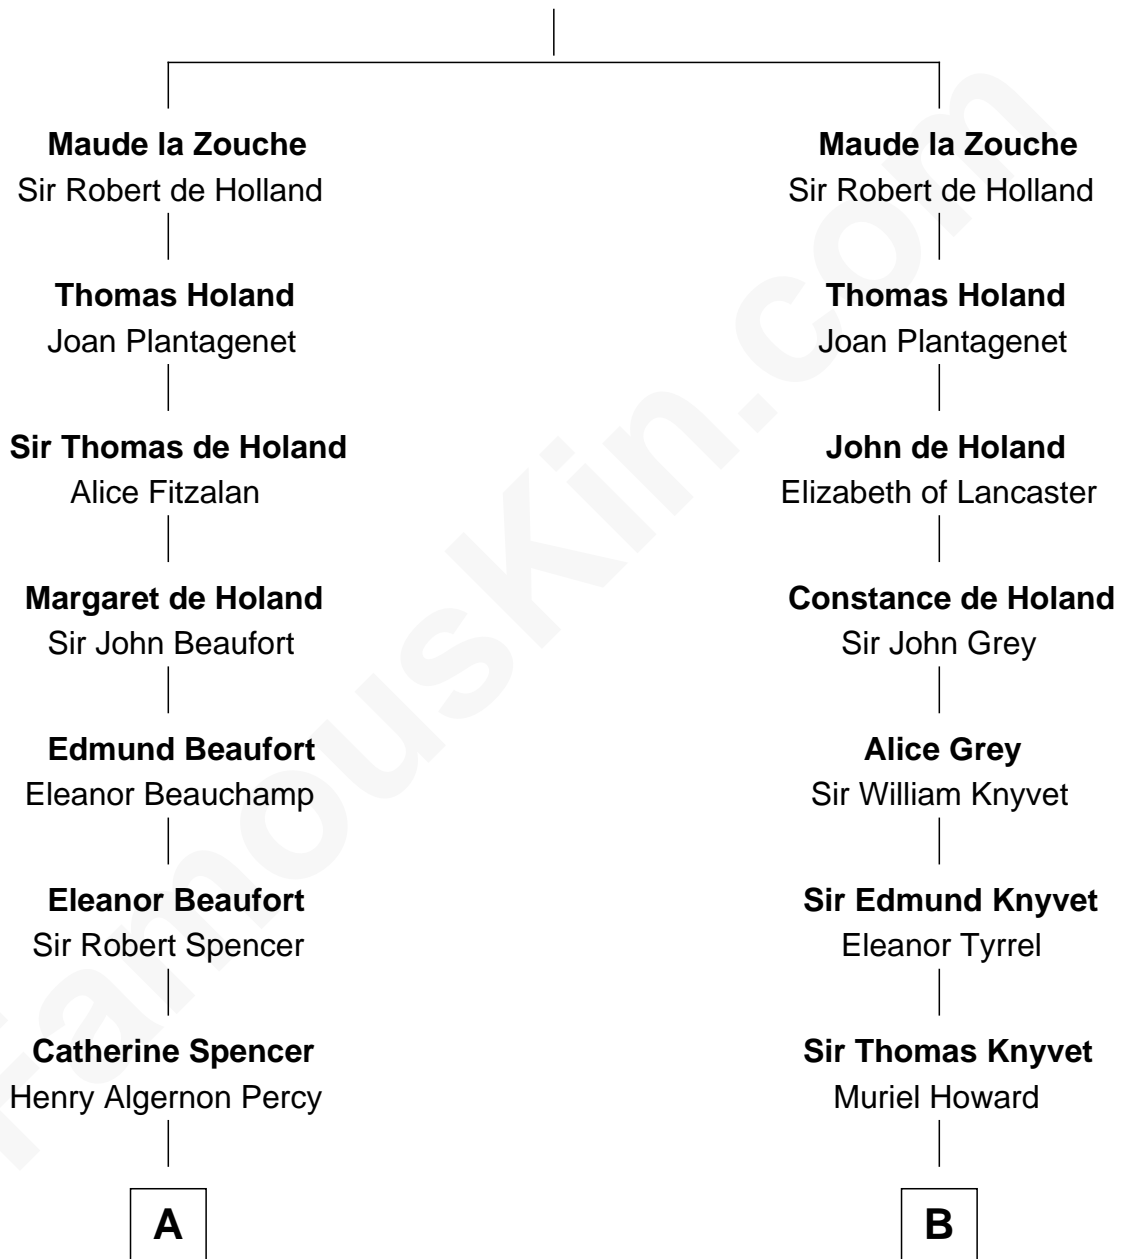 Maude la Zouche
Sir Robert de Holland
Thomas Holand
Joan Plantagenet
Sir Thomas de Holand
Alice Fitzalan
Margaret de Holand
Sir John Beaufort
Edmund Beaufort
Eleanor Beauchamp
Eleanor Beaufort
Sir Robert Spencer
Catherine Spencer
Henry Algernon Percy
A
Maude la Zouche
Sir Robert de Holland
Thomas Holand
Joan Plantagenet
John de Holand
Elizabeth of Lancaster
Constance de Holand
Sir John Grey
Alice Grey
Sir William Knyvet
Sir Edmund Knyvet
Eleanor Tyrrel
Sir Thomas Knyvet
Muriel Howard
B
FamousKin.com